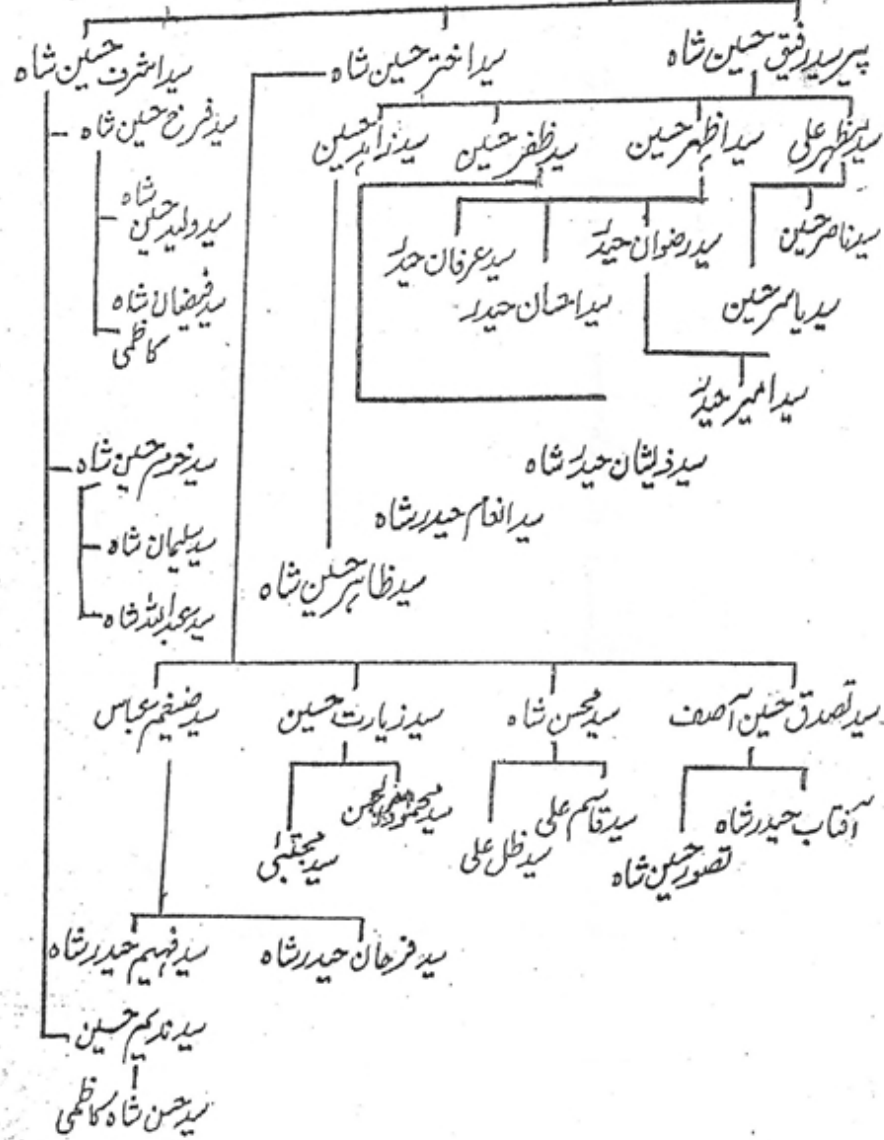 پیر سید رفیق حسین شاہ
سید اختر حسین شاہ
سید اشرف حسین شاہ
سید مظہر علی
سید اظہر حسین
سید ظفر حسین
سید زاہد حسین
سید فرخ حسین شاہ
سید ناصر حسین
سید رضوان حیدر
سید عرفان حیدر
سید ولید حسین شاہ
سید یاسر حسین
سید احسان حیدر
سید فیضان شاہ
کاظمی
سید امیر حیدر
سید ذیشان حیدر شاہ
سید خرم حسین شاہ
سید انعام حیدر شاہ
سید سلیمان شاہ
سید ظاہر حسین شاہ
سید عبداللہ شاہ
سید تصدق حسین آصف
سید محسن شاہ
سید زیارت حسین
سید ضیغم عباس
آفتاب حیدر شاہ
تصور حسین شاہ
سید قاسم علی
سید ظل علی
سید محمود الحسن
سید مجتبیٰ
سید فرحان حیدر شاہ
سید فہیم حیدر شاہ
سید ندیم حسین
سید حسن شاہ کاظمی